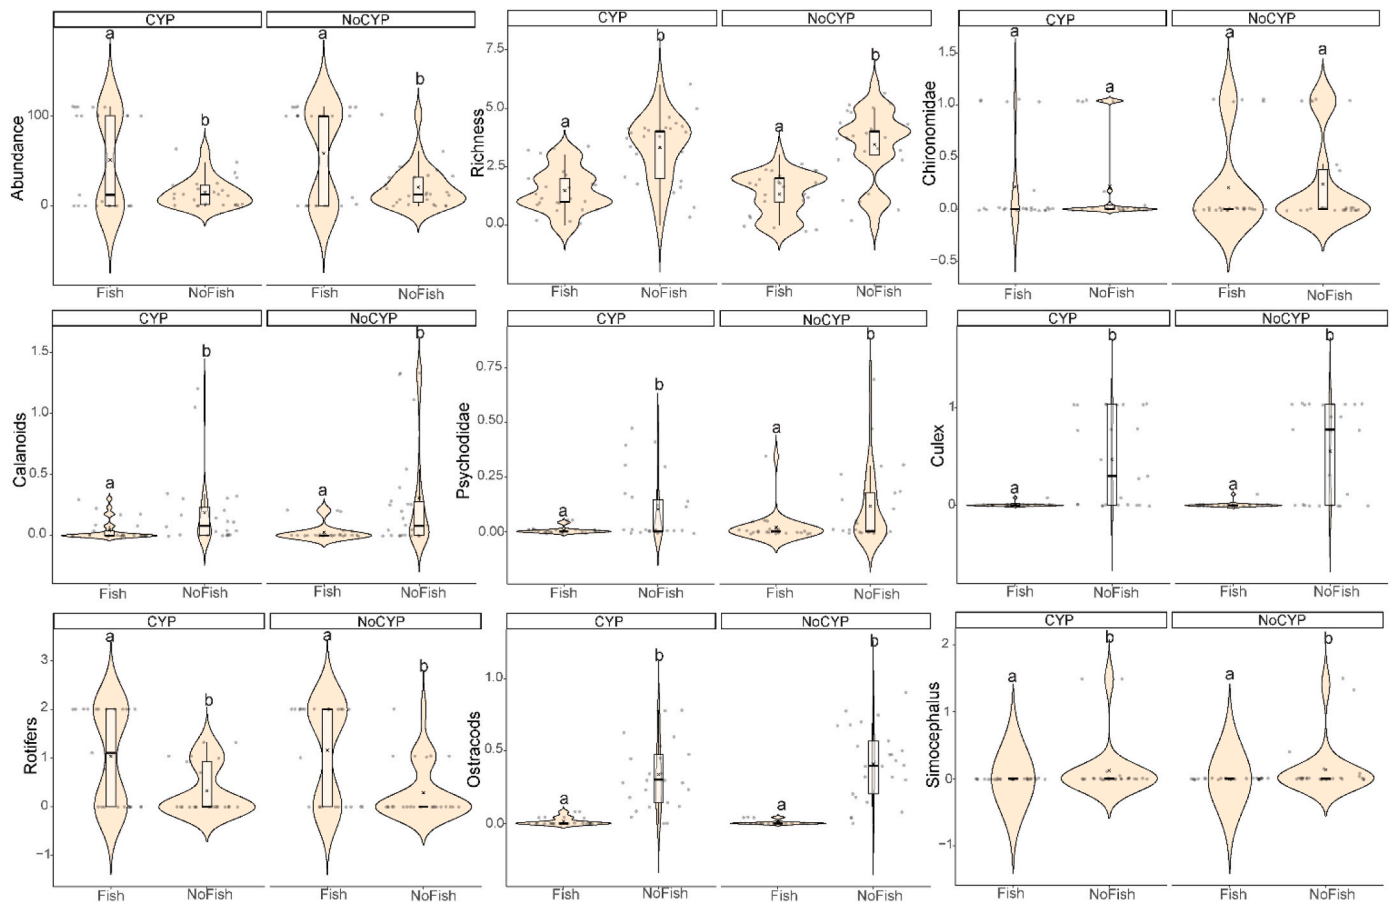 CYP NoCYP
a a
b b
100
0
Abundance
Fish NoFish Fish NoFish
CYP NoCYP
b b
a a
7.5
5.0
2.5
0.0
Richness
Fish NoFish Fish NoFish
CYP NoCYP
a a a a
1.0
0.5
0.0
−0.5
Chironomidae
Fish NoFish Fish NoFish
CYP NoCYP
a b a b
1.5
1.0
0.5
0.0
Calanoids
Fish NoFish Fish NoFish
CYP NoCYP
a b a b
0.75
0.50
0.25
0.00
Psychodidae
Fish NoFish Fish NoFish
CYP NoCYP
a b a b
1
0
Culex
Fish NoFish Fish NoFish
CYP NoCYP
a b a b
3
2
1
0
−1
Rotifers
Fish NoFish Fish NoFish
CYP NoCYP
a b a b
1.0
0.5
0.0
Ostracods
Fish NoFish Fish NoFish
CYP NoCYP
a b a b
2
1
0
−1
Simocephalus
Fish NoFish Fish NoFish